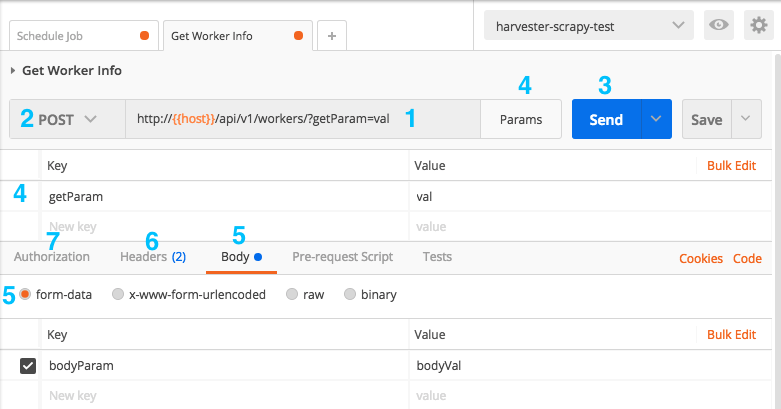 Schedule Job Get Worker Info + harvester-scrapy-test
Get Worker Info
4 3
2 POST http://{{host}}/api/v1/workers/?getParam=val 1 Params Send Save
Key Value Bulk Edit
4 getParam val
New key value
7 6 5
Authorization Headers (2) Body Pre-request Script Tests Cookies Code
5 form-data x-www-form-urlencoded raw binary
Key Value Bulk Edit
bodyParam bodyVal
New key value